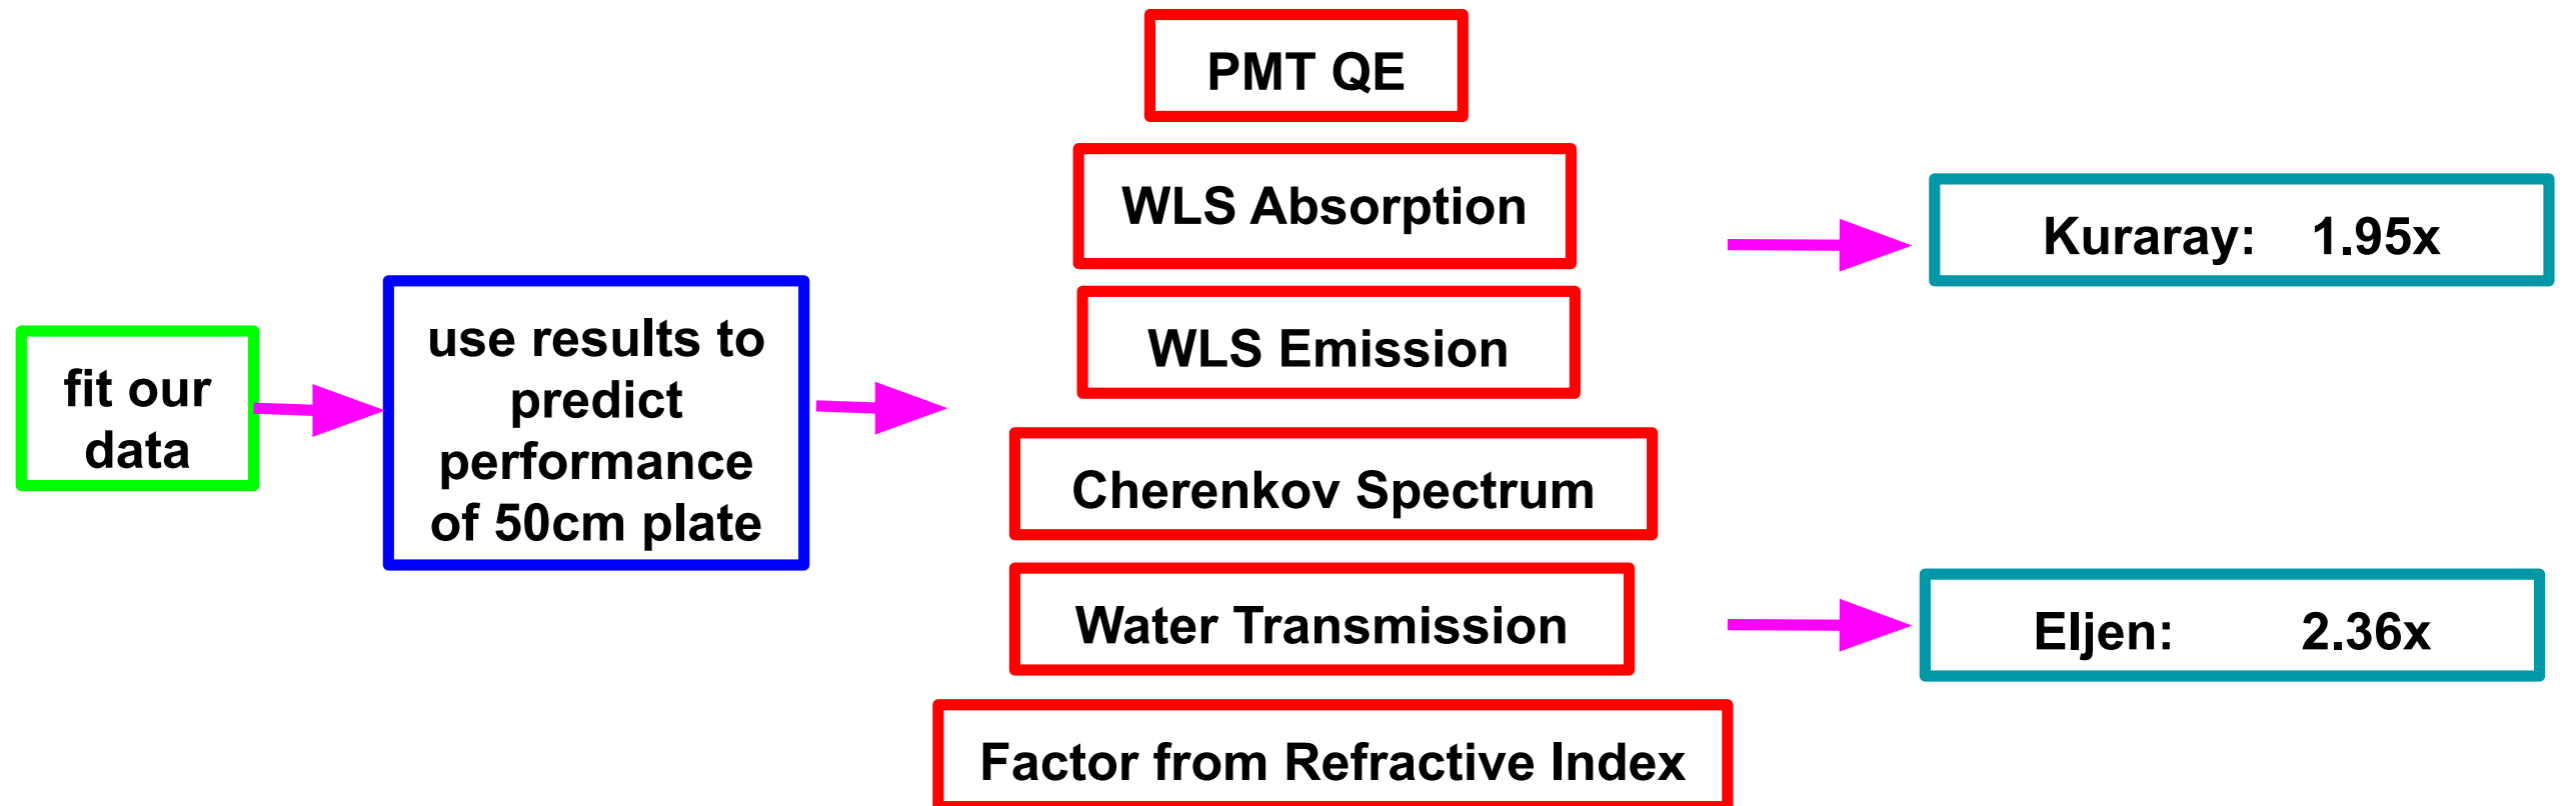 fit our
data
use results to
predict
performance
of 50cm plate
PMT QE
WLS Absorption
WLS Emission
Cherenkov Spectrum
Water Transmission
Factor from Refractive Index
Kuraray: 1.95x
Eljen: 2.36x